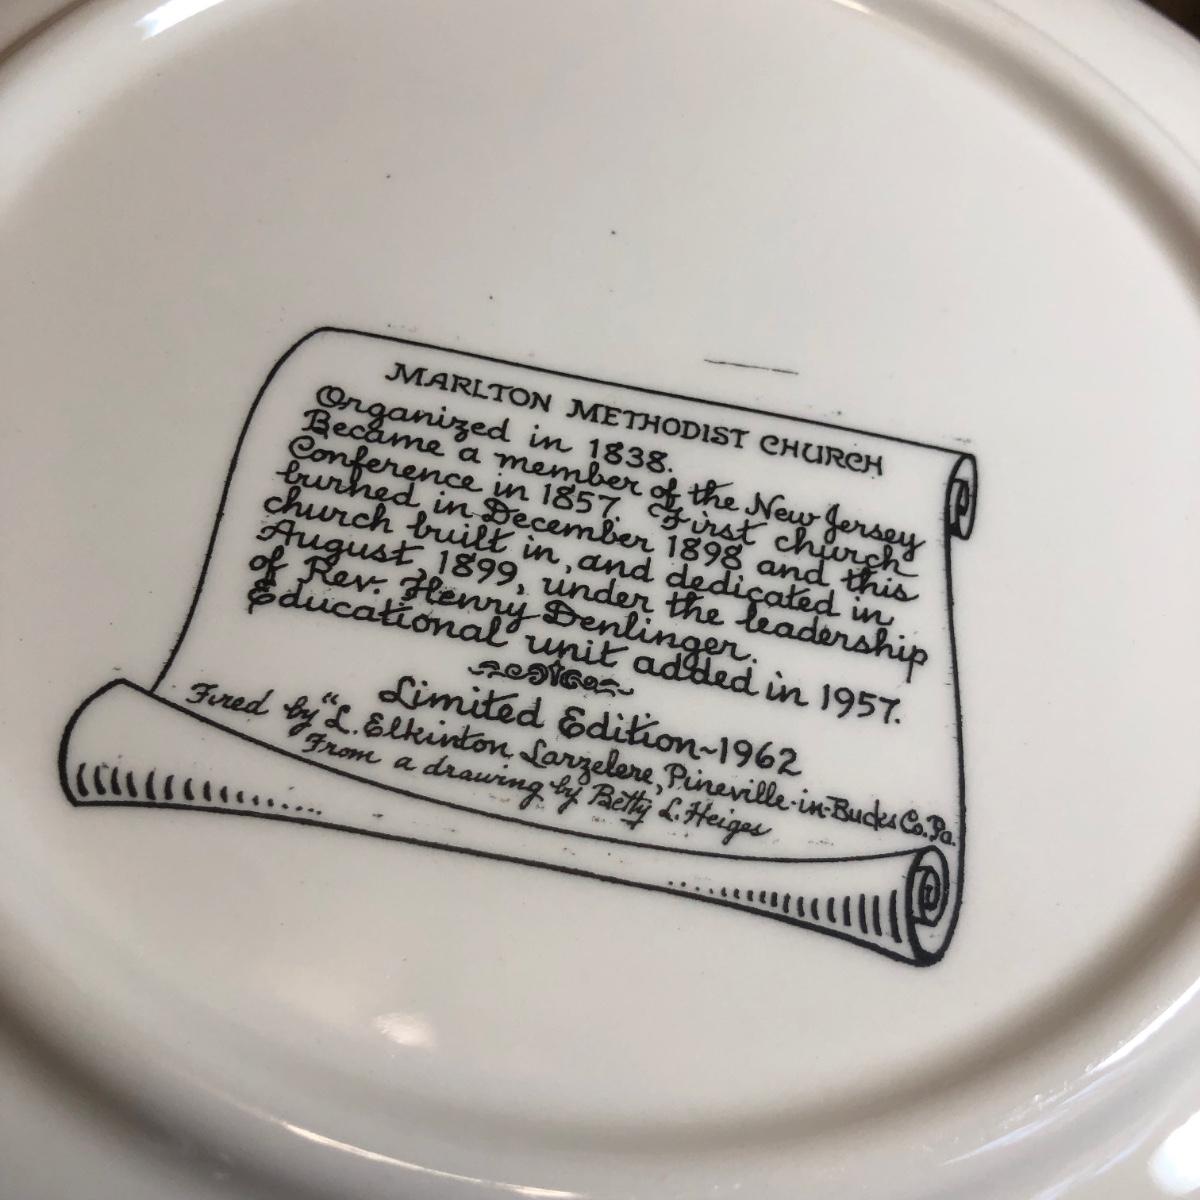 MARLTON METHODIST CHURCH
Organized in 1838.
Became a member of the New Jersey
Conference in 1857. First church
burned in December 1898 and this
church built in, and dedicated in
August, 1899, under the leadership
of Rev. Henry Denlinger.
Educational unit added in 1957.
Limited Edition~1962
Fired by "L. Elkinton Larzelere, Pineville-in-Bucks Co. Pa.
From a drawing by Betty L. Heiges